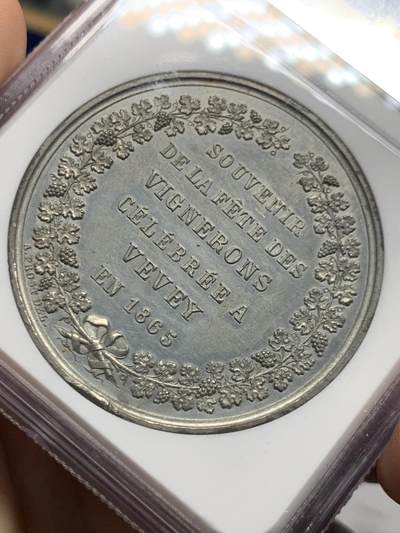 SOUVENIR
DE LA FÊTE DES
VIGNERONS
CÉLÉBRÉE A
VEVEY
EN 1865